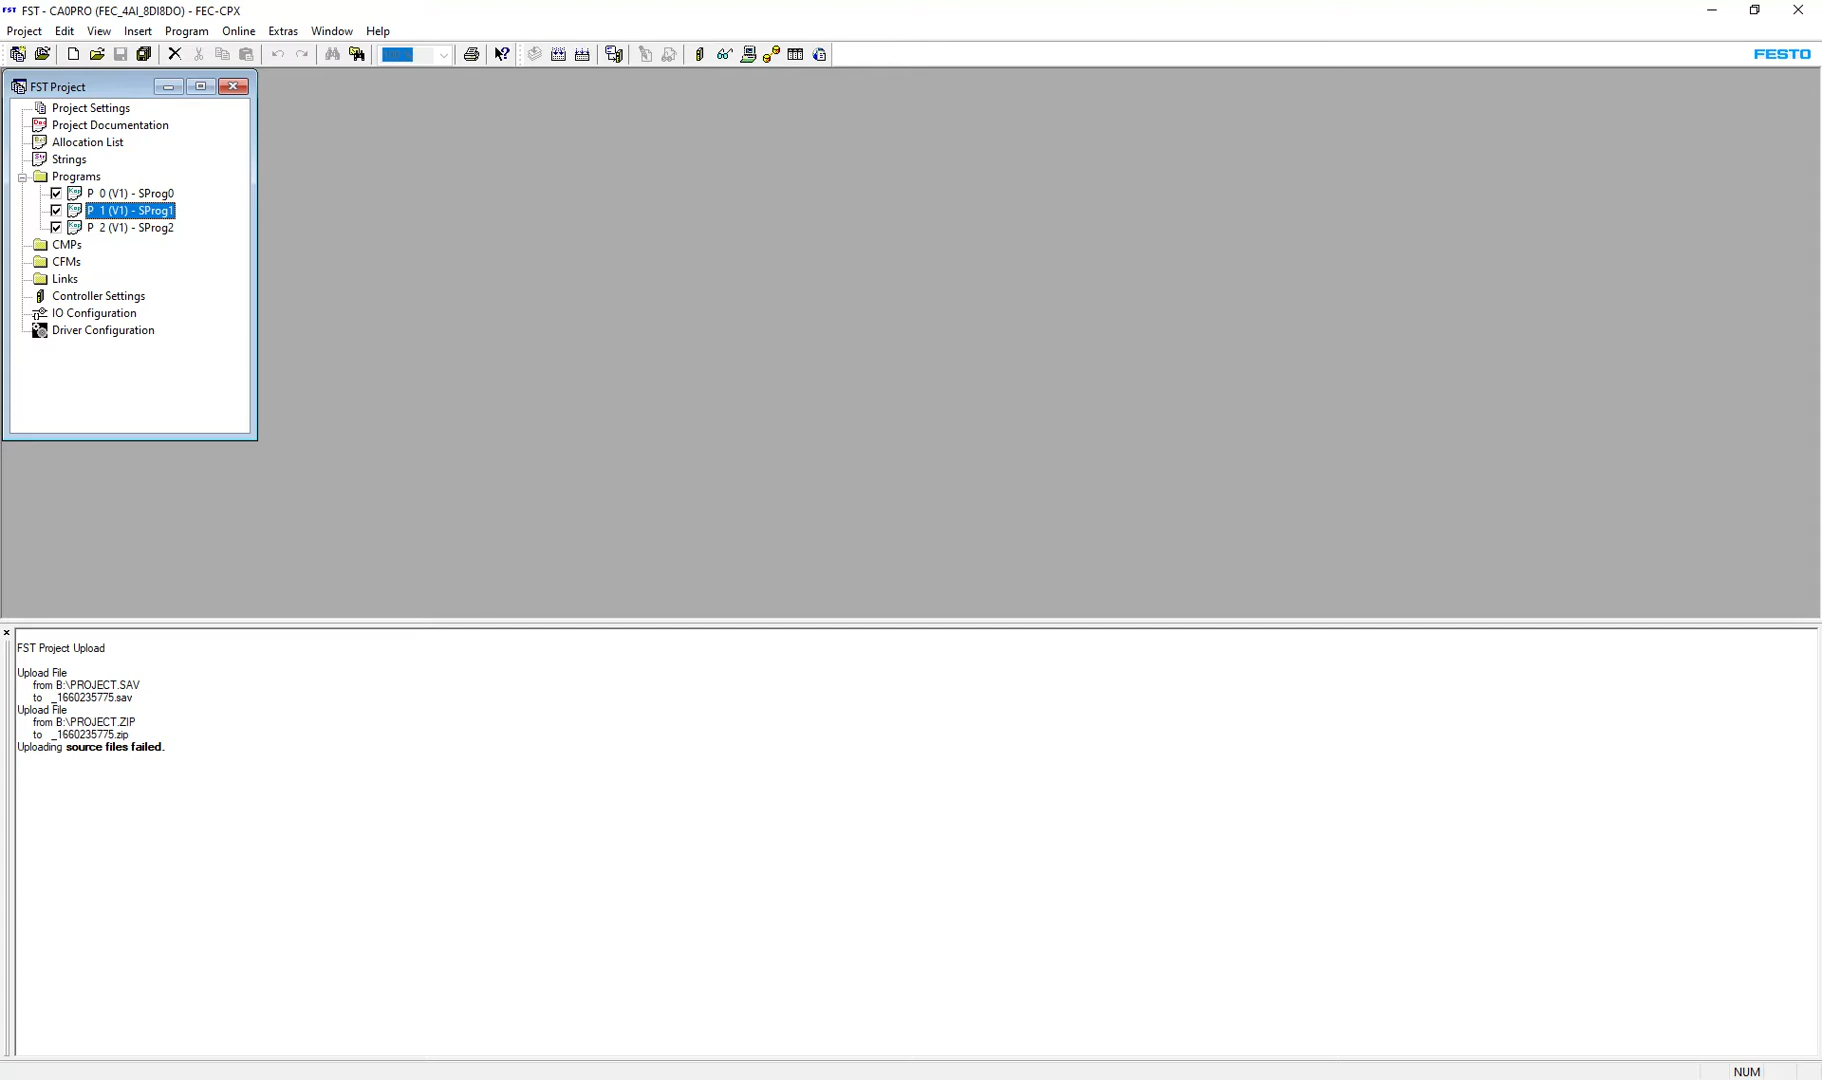 FST - CA0PRO (FEC_4AI_8DI8DO) - FEC-CPX
Project Edit View Insert Program Online Extras Window Help
FESTO
FST Project
Project Settings
Project Documentation
Allocation List
Strings
Programs
P 0 (V1) - SProg0
P 1 (V1) - SProg1
P 2 (V1) - SProg2
CMPs
CFMs
Links
Controller Settings
IO Configuration
Driver Configuration
FST Project Upload
Upload File
from B:\PROJECT.SAV
to _1660235775.sav
Upload File
from B:\PROJECT.ZIP
to _1660235775.zip
Uploading source files failed.
NUM